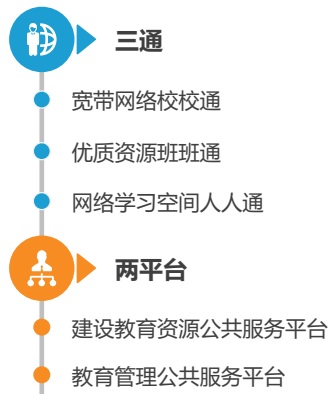 三通
宽带网络校校通
优质资源班班通
网络学习空间人人通
两平台
建设教育资源公共服务平台
教育管理公共服务平台